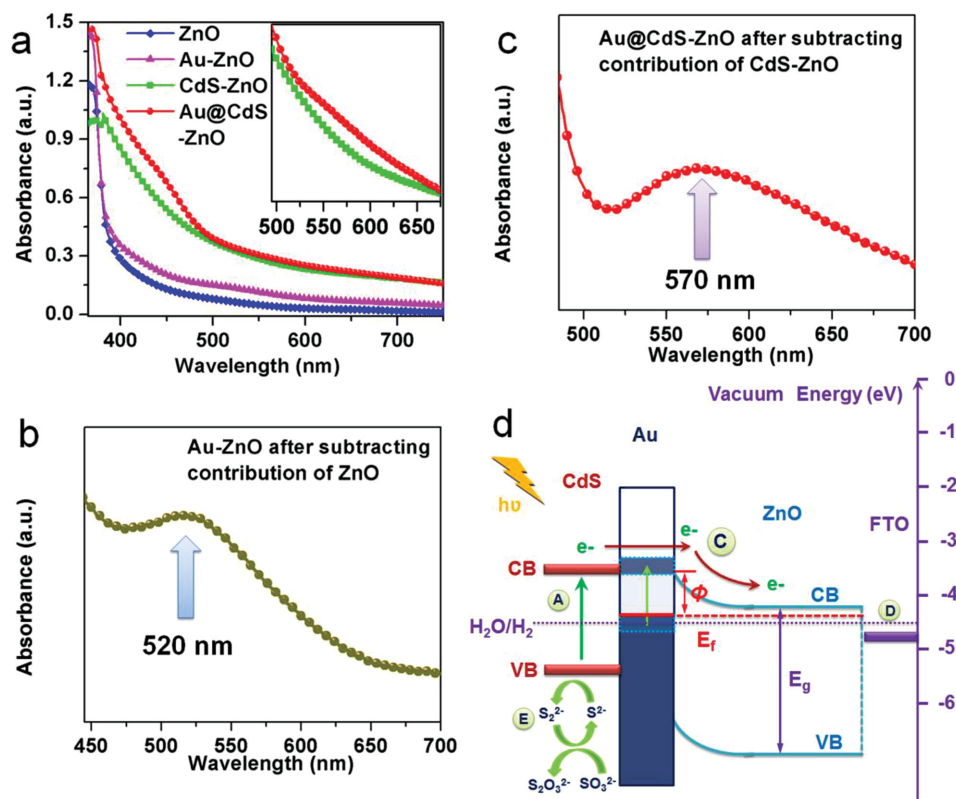 a
ZnO
Au-ZnO
CdS-ZnO
Au@CdS
-ZnO
1.5
1.2
0.9
0.6
0.3
0.0
Absorbance (a.u.)
400 500 600 700
Wavelength (nm)
500 550 600 650
c
Au@CdS-ZnO after subtracting
contribution of CdS-ZnO
570 nm
Absorbance (a.u.)
500 550 600 650 700
Wavelength (nm)
b
Au-ZnO after subtracting
contribution of ZnO
520 nm
Absorbance (a.u.)
450 500 550 600 650 700
Wavelength (nm)
d
Vacuum Energy (eV)
0
-1
-2
-3
-4
-5
-6
hυ
CdS
Au
ZnO
FTO
e-
e-
C
e-
CB
A
Φ
CB
D
H₂O/H₂
E_f
VB
E_g
VB
E
S₂²⁻ S²⁻
S₂O₃²⁻ SO₃²⁻